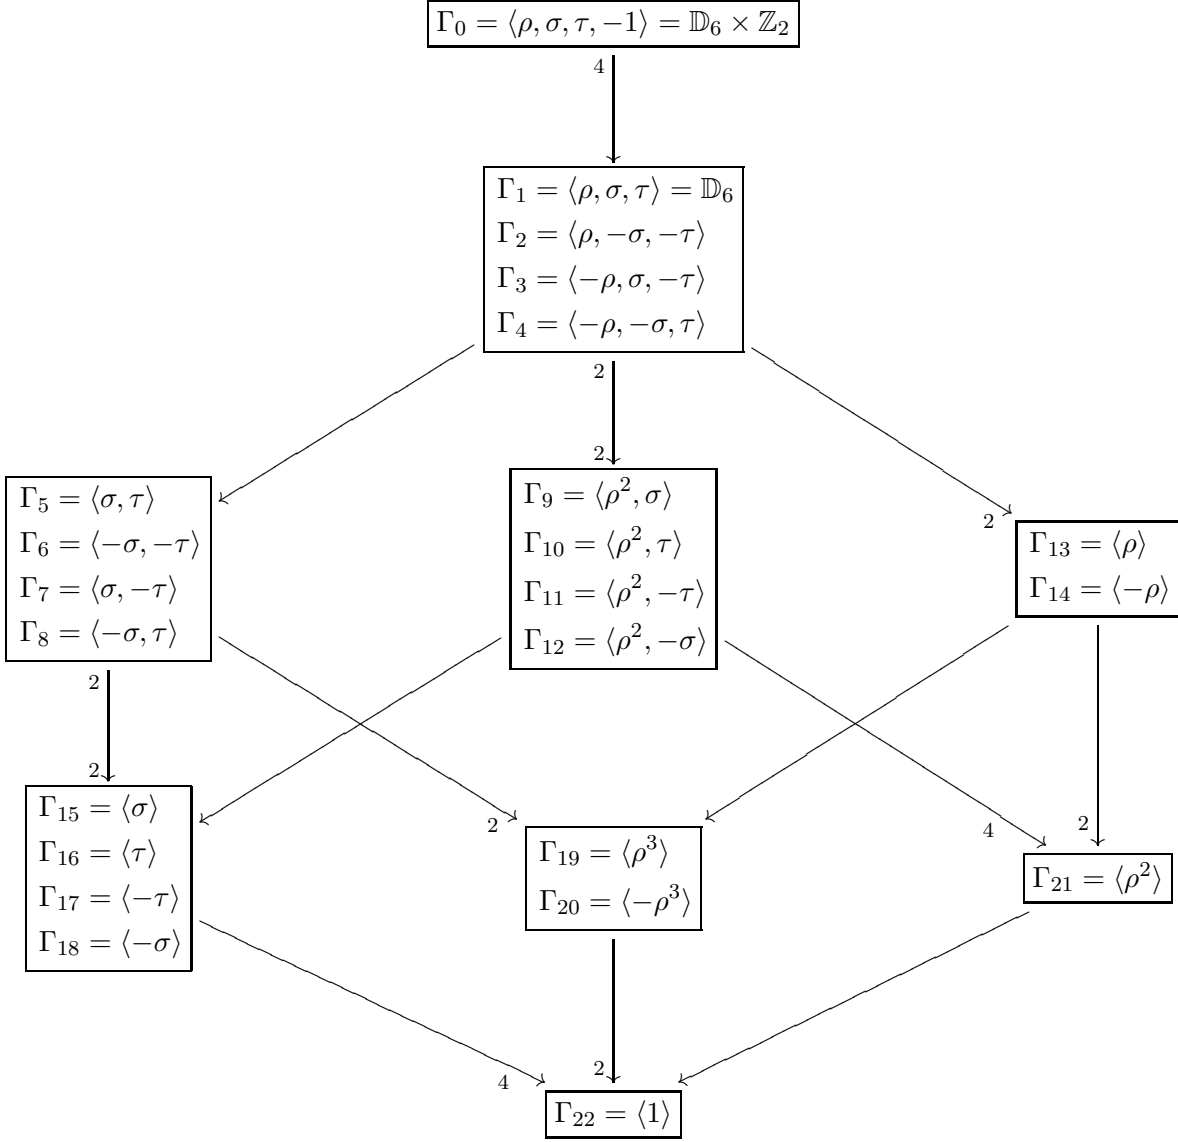 Γ₀ = ⟨ρ, σ, τ, −1⟩ = 𝔻₆ × ℤ₂
4
Γ₁ = ⟨ρ, σ, τ⟩ = 𝔻₆
Γ₂ = ⟨ρ, −σ, −τ⟩
Γ₃ = ⟨−ρ, σ, −τ⟩
Γ₄ = ⟨−ρ, −σ, τ⟩
2
2
2
Γ₅ = ⟨σ, τ⟩
Γ₆ = ⟨−σ, −τ⟩
Γ₇ = ⟨σ, −τ⟩
Γ₈ = ⟨−σ, τ⟩
Γ₉ = ⟨ρ², σ⟩
Γ₁₀ = ⟨ρ², τ⟩
Γ₁₁ = ⟨ρ², −τ⟩
Γ₁₂ = ⟨ρ², −σ⟩
Γ₁₃ = ⟨ρ⟩
Γ₁₄ = ⟨−ρ⟩
2
2
2
4
2
Γ₁₅ = ⟨σ⟩
Γ₁₆ = ⟨τ⟩
Γ₁₇ = ⟨−τ⟩
Γ₁₈ = ⟨−σ⟩
Γ₁₉ = ⟨ρ³⟩
Γ₂₀ = ⟨−ρ³⟩
Γ₂₁ = ⟨ρ²⟩
4
2
Γ₂₂ = ⟨1⟩